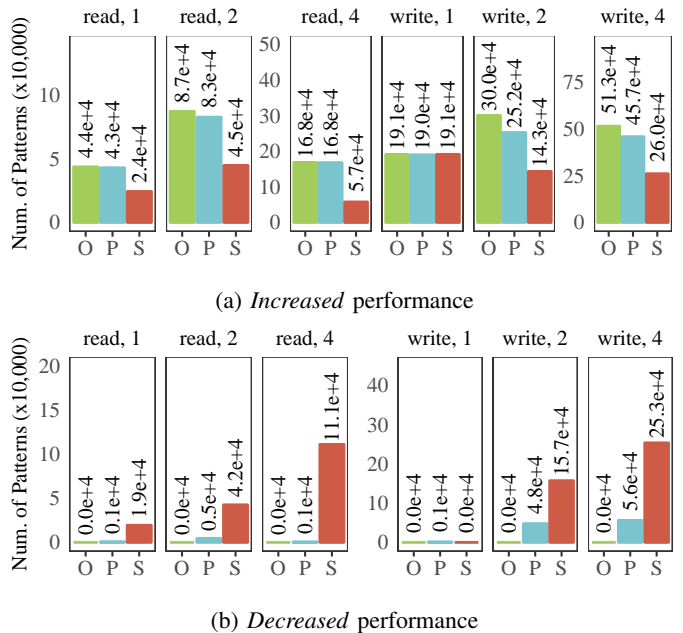 read, 1 read, 2 read, 4 write, 1 write, 2 write, 4
Num. of Patterns (x10,000)
0 5 10
4.4e+4 4.3e+4 2.4e+4
8.7e+4 8.3e+4 4.5e+4
0 10 20 30 40 50
16.8e+4 16.8e+4 5.7e+4
19.1e+4 19.0e+4 19.1e+4
30.0e+4 25.2e+4 14.3e+4
0 25 50 75
51.3e+4 45.7e+4 26.0e+4
O P S O P S O P S O P S O P S O P S
(a) Increased performance
read, 1 read, 2 read, 4 write, 1 write, 2 write, 4
Num. of Patterns (x10,000)
0 5 10 15 20
0.0e+4 0.1e+4 1.9e+4
0.0e+4 0.5e+4 4.2e+4
0.0e+4 0.1e+4 11.1e+4
0 10 20 30 40
0.0e+4 0.1e+4 0.0e+4
0.0e+4 4.8e+4 15.7e+4
0.0e+4 5.6e+4 25.3e+4
O P S O P S O P S O P S O P S O P S
(b) Decreased performance